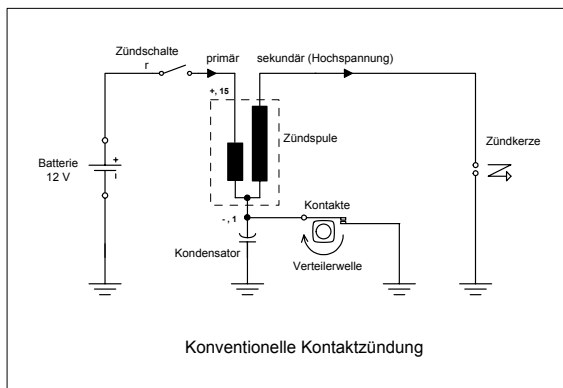 Zündschalte
r
primär
sekundär (Hochspannung)
+, 15
Zündspule
Batterie
12 V
+
-
Zündkerze
Kontakte
- , 1
Kondensator
Verteilerwelle
Konventionelle Kontaktzündung